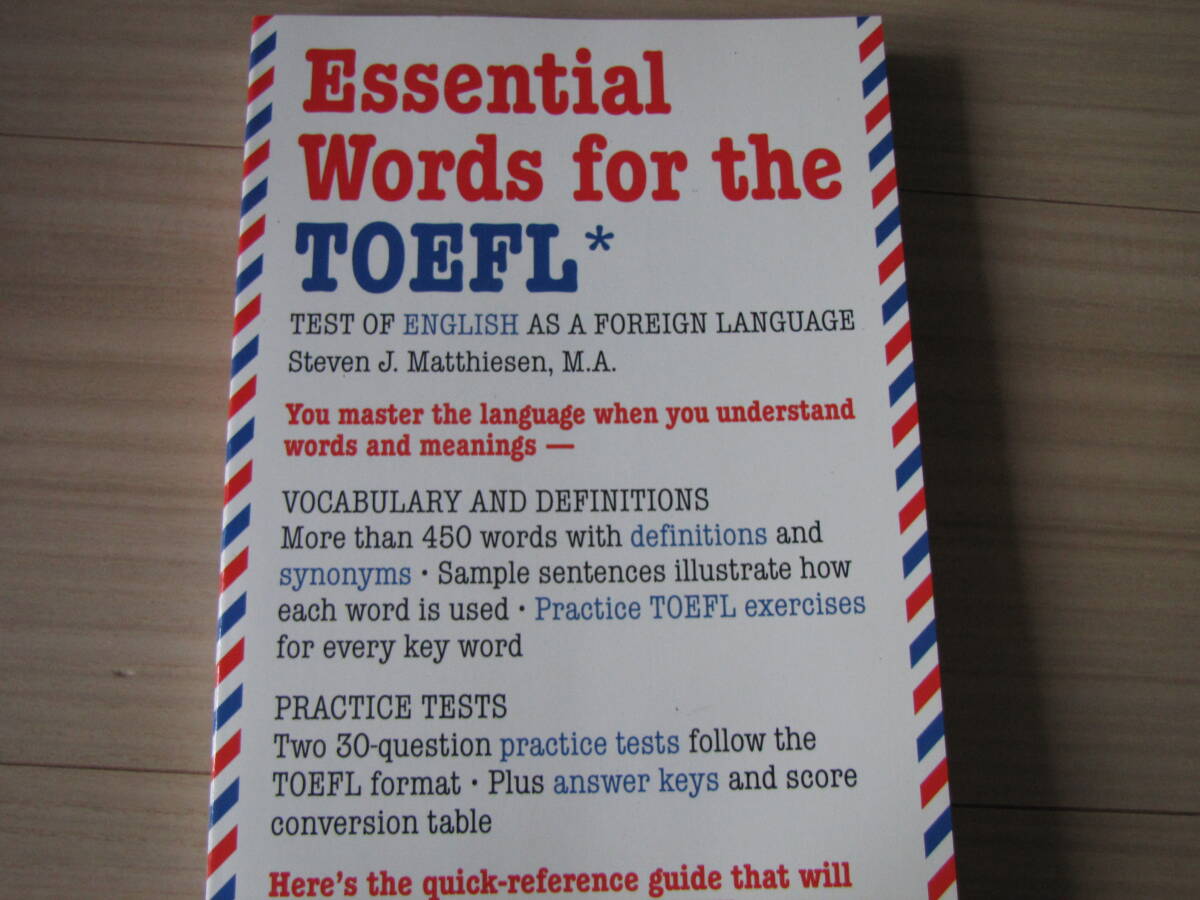 Essential
Words for the
TOEFL*
TEST OF ENGLISH AS A FOREIGN LANGUAGE
Steven J. Matthiesen, M.A.
You master the language when you understand
words and meanings —
VOCABULARY AND DEFINITIONS
More than 450 words with definitions and
synonyms · Sample sentences illustrate how
each word is used · Practice TOEFL exercises
for every key word
PRACTICE TESTS
Two 30-question practice tests follow the
TOEFL format · Plus answer keys and score
conversion table
Here's the quick-reference guide that will